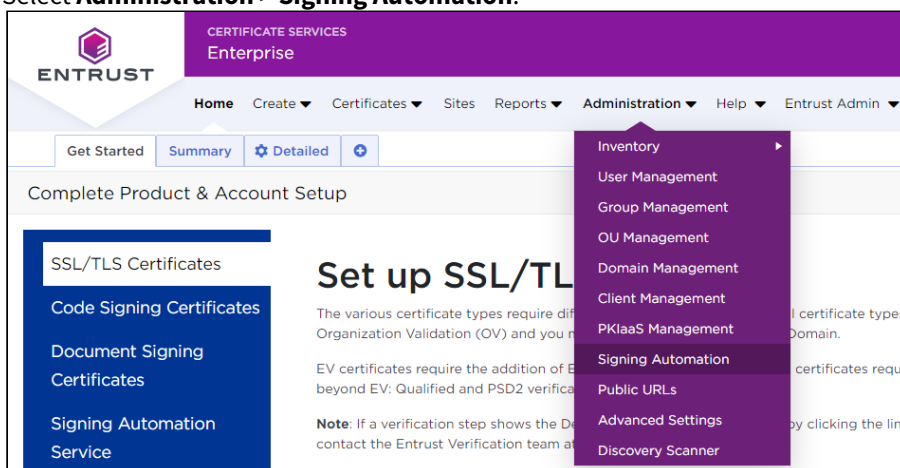 Select Administration > Signing Automation.
ENTRUST
CERTIFICATE SERVICES
Enterprise
Home Create Certificates Sites Reports Administration Help Entrust Admin
Get Started Summary Detailed
Complete Product & Account Setup
SSL/TLS Certificates
Code Signing Certificates
Document Signing
Certificates
Signing Automation
Service
Set up SSL/TL
The various certificate types require dif
l certificate type
Organization Validation (OV) and you
Domain.
EV certificates require the addition of
certificates requ
beyond EV: Qualified and PSD2 verifica
Note: If a verification step shows the De
by clicking the lin
contact the Entrust Verification team at
Inventory
User Management
Group Management
OU Management
Domain Management
Client Management
PKIaaS Management
Signing Automation
Public URLs
Advanced Settings
Discovery Scanner